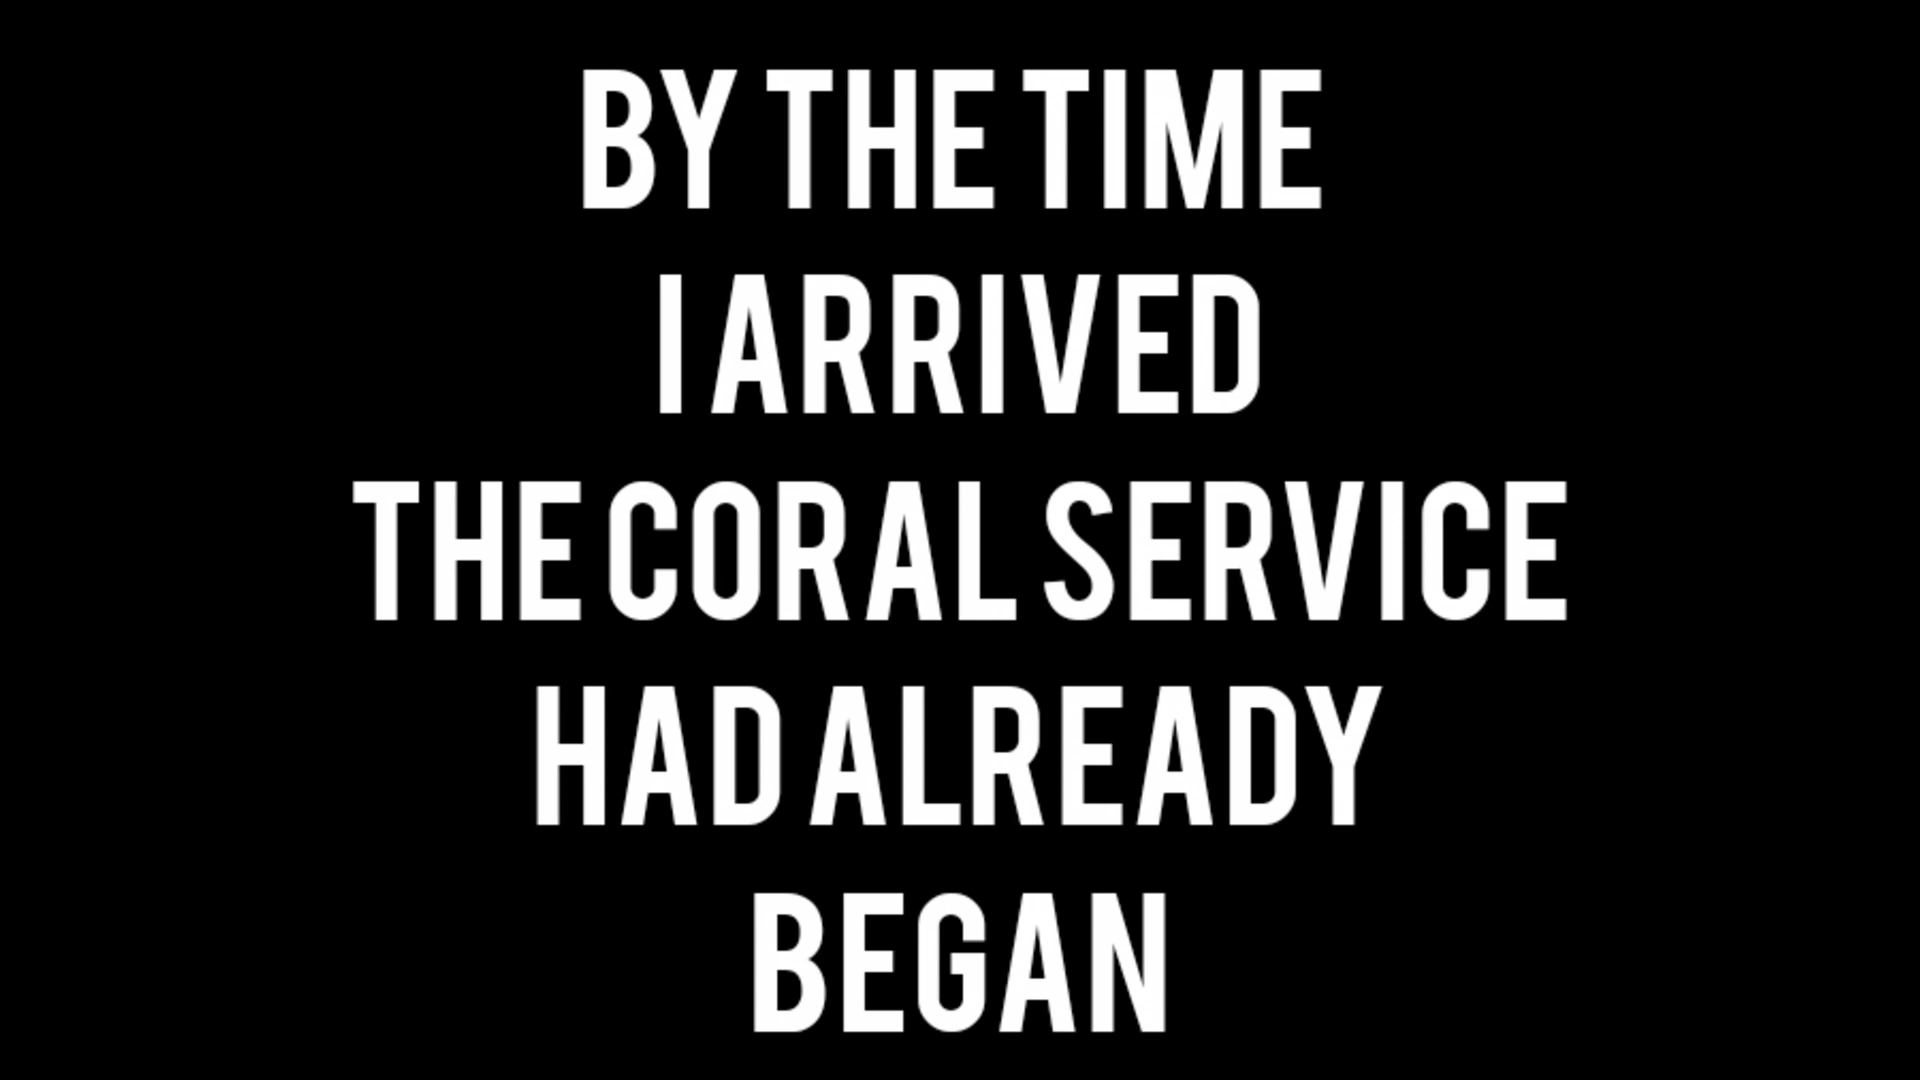 BY THE TIME
I ARRIVED
THE CORAL SERVICE
HAD ALREADY
BEGAN